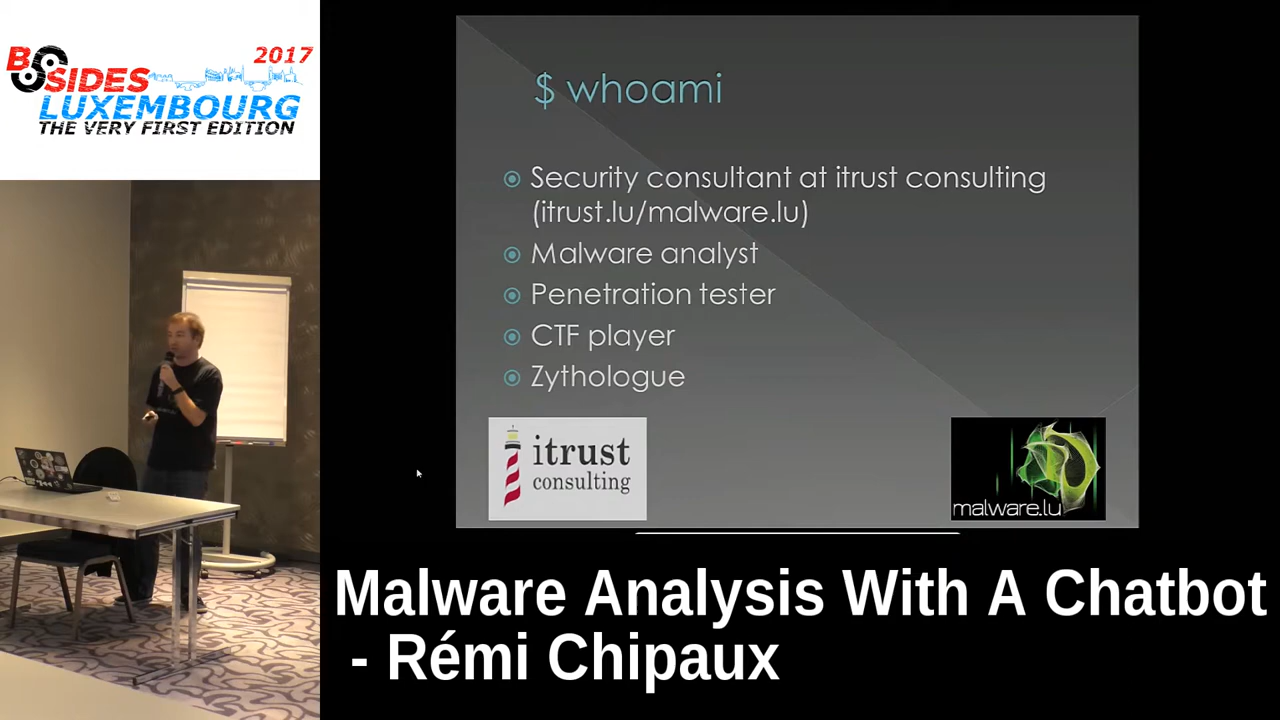 2017
BSIDES
LUXEMBOURG
THE VERY FIRST EDITION
$ whoami
Security consultant at itrust consulting
(itrust.lu/malware.lu)
Malware analyst
Penetration tester
CTF player
Zythologue
itrust
consulting
malware.lu
Malware Analysis With A Chatbot
- Rémi Chipaux